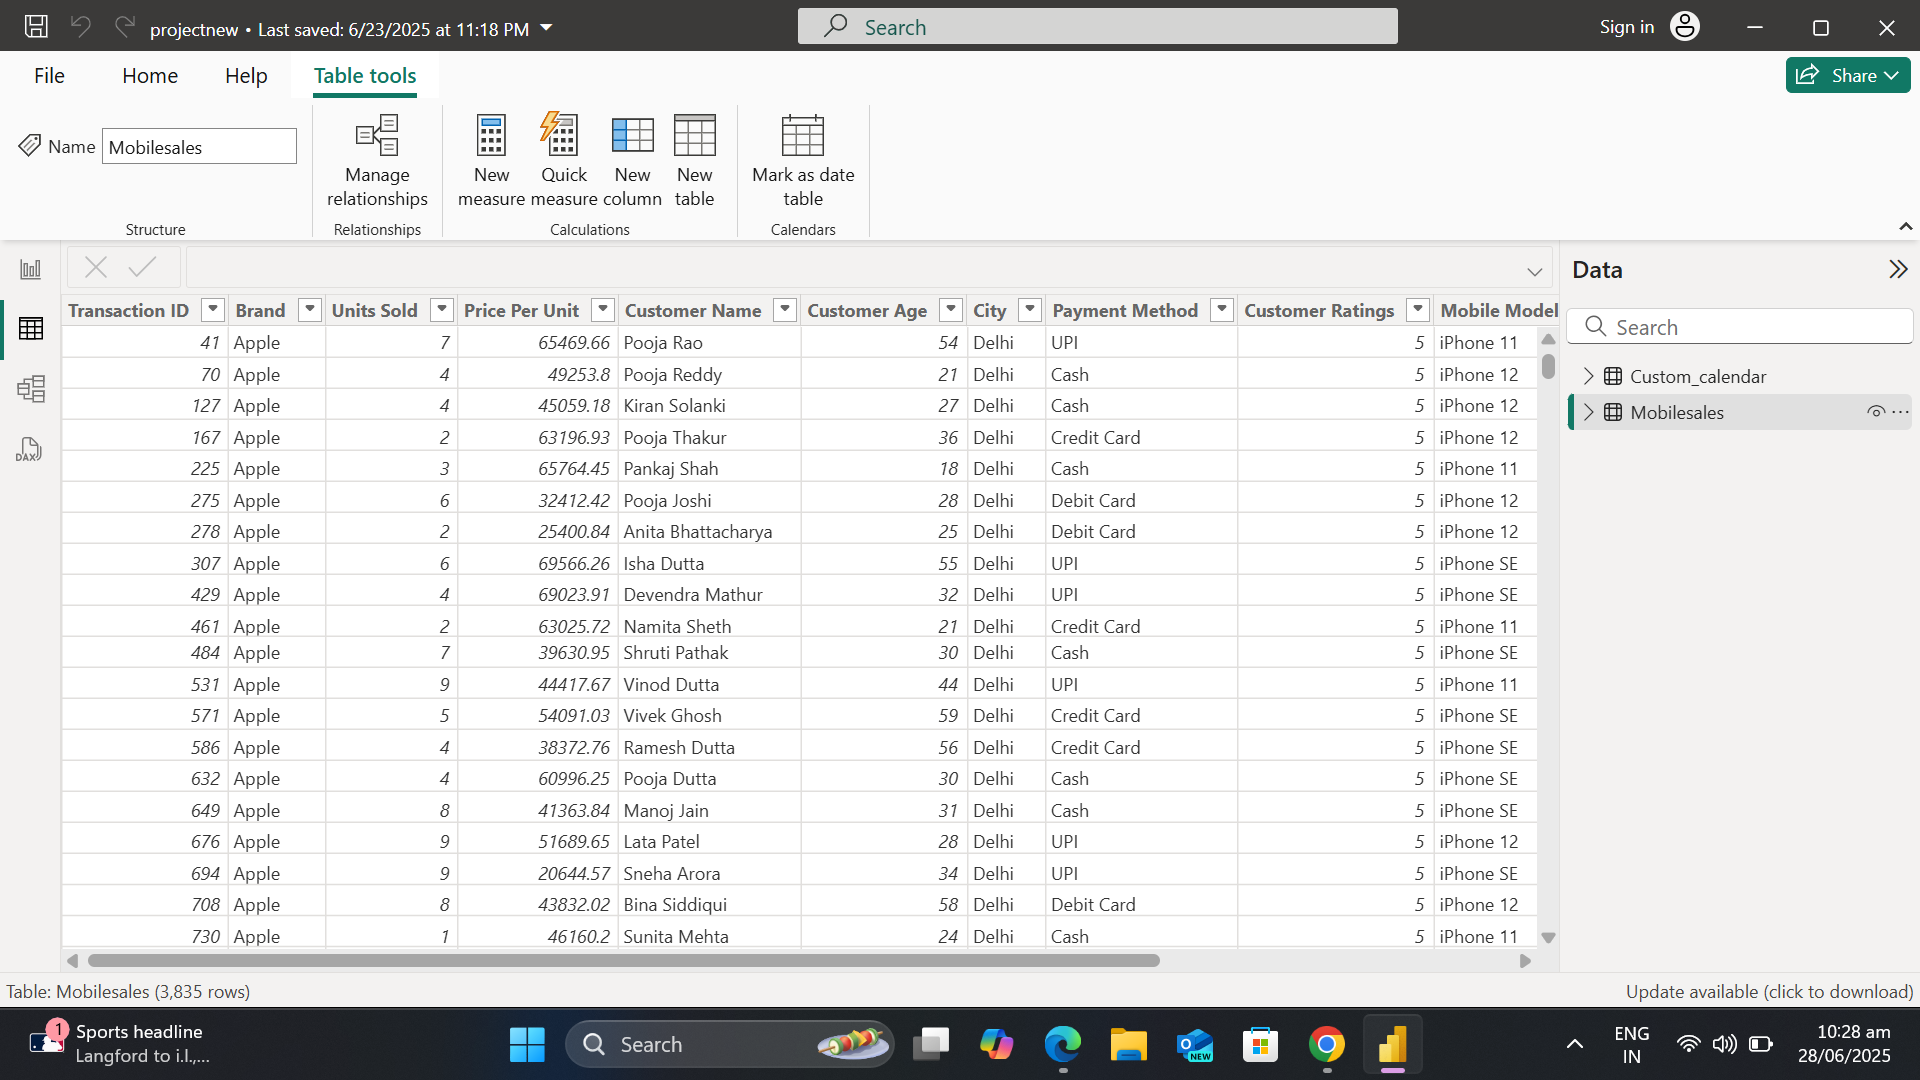 projectnew • Last saved: 6/23/2025 at 11:18 PM
Search
Sign in
File Home Help Table tools
Share
Name Mobilesales
Manage relationships
New measure
Quick measure
New column
New table
Mark as date table
Structure Relationships Calculations Calendars
Data
Search
Custom_calendar
Mobilesales
Transaction ID Brand Units Sold Price Per Unit Customer Name Customer Age City Payment Method Customer Ratings Mobile Model
41 Apple 7 65469.66 Pooja Rao 54 Delhi UPI 5 iPhone 11
70 Apple 4 49253.8 Pooja Reddy 21 Delhi Cash 5 iPhone 12
127 Apple 4 45059.18 Kiran Solanki 27 Delhi Cash 5 iPhone 12
167 Apple 2 63196.93 Pooja Thakur 36 Delhi Credit Card 5 iPhone 12
225 Apple 3 65764.45 Pankaj Shah 18 Delhi Cash 5 iPhone 11
275 Apple 6 32412.42 Pooja Joshi 28 Delhi Debit Card 5 iPhone 12
278 Apple 2 25400.84 Anita Bhattacharya 25 Delhi Debit Card 5 iPhone 12
307 Apple 6 69566.26 Isha Dutta 55 Delhi UPI 5 iPhone SE
429 Apple 4 69023.91 Devendra Mathur 32 Delhi UPI 5 iPhone SE
461 Apple 2 63025.72 Namita Sheth 21 Delhi Credit Card 5 iPhone 11
484 Apple 7 39630.95 Shruti Pathak 30 Delhi Cash 5 iPhone SE
531 Apple 9 44417.67 Vinod Dutta 44 Delhi UPI 5 iPhone 11
571 Apple 5 54091.03 Vivek Ghosh 59 Delhi Credit Card 5 iPhone SE
586 Apple 4 38372.76 Ramesh Dutta 56 Delhi Credit Card 5 iPhone SE
632 Apple 4 60996.25 Pooja Dutta 30 Delhi Cash 5 iPhone SE
649 Apple 8 41363.84 Manoj Jain 31 Delhi Cash 5 iPhone SE
676 Apple 9 51689.65 Lata Patel 28 Delhi UPI 5 iPhone 12
694 Apple 9 20644.57 Sneha Arora 34 Delhi UPI 5 iPhone SE
708 Apple 8 43832.02 Bina Siddiqui 58 Delhi Debit Card 5 iPhone 12
730 Apple 1 46160.2 Sunita Mehta 24 Delhi Cash 5 iPhone 11
DAX
Table: Mobilesales (3,835 rows)
Update available (click to download)
1
Sports headline
Langford to i.l.,...
Search
NEW
ENG
IN
10:28 am
28/06/2025